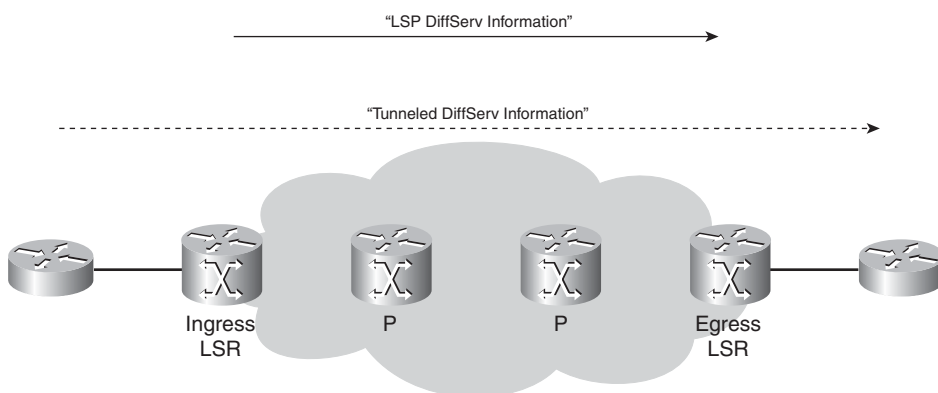 “LSP DiffServ Information”
“Tunneled DiffServ Information”
Ingress
LSR
P
P
Egress
LSR